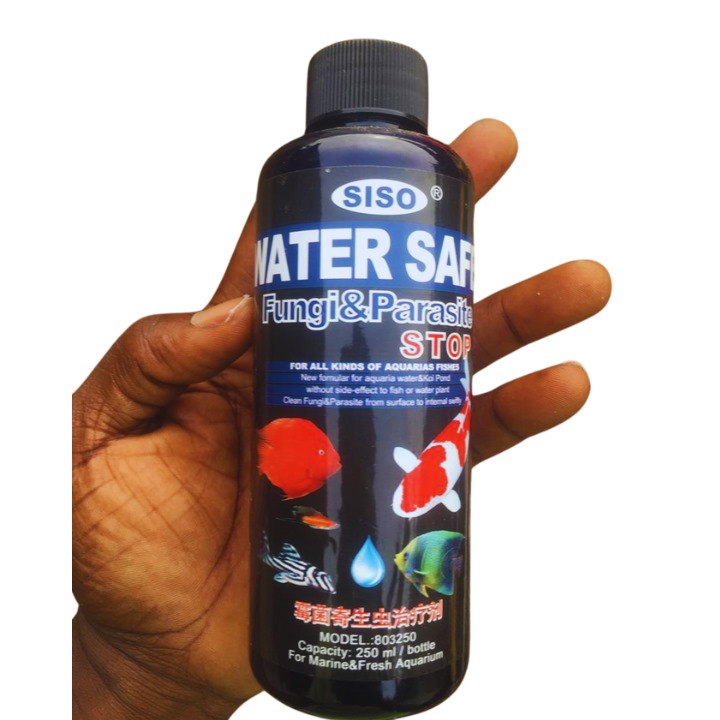 SISO ®
WATER SAFE
Fungi&Parasite
STOP
FOR ALL KINDS OF AQUARIAS FISHES
New formular for aquaria water&Koi Pond
without side-effect to fish or water plant
Clean Fungi&Parasite from surface to internal swiftly
霉菌寄生虫治疗剂
MODEL.:803250
Capacity: 250 ml / bottle
For Marine&Fresh Aquarium